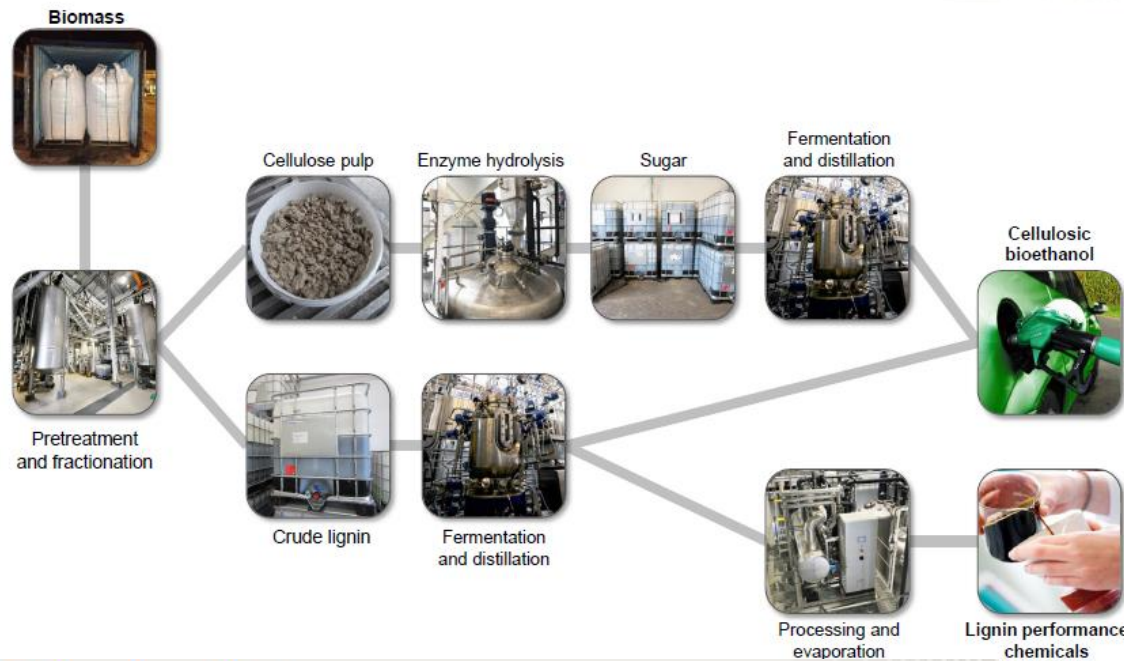 Biomass
Cellulose pulp
Enzyme hydrolysis
Sugar
Fermentation
and distillation
Cellulosic
bioethanol
Pretreatment
and fractionation
Crude lignin
Fermentation
and distillation
Processing and
evaporation
Lignin performance
chemicals